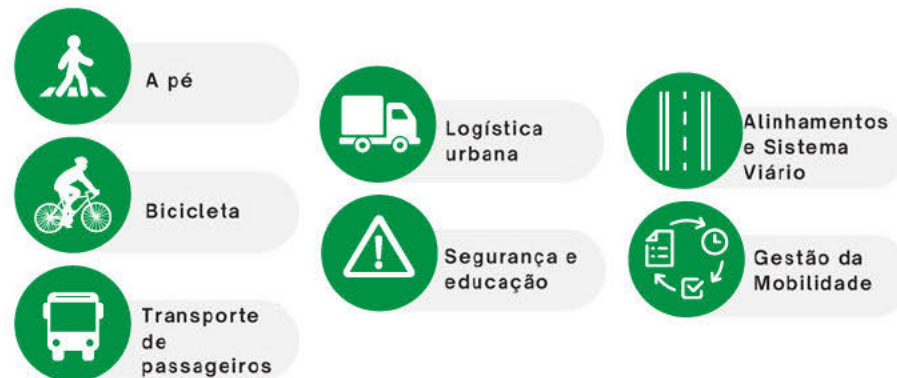 A pé
Bicicleta
Transporte
de
passageiros
Logística
urbana
Segurança e
educação
Alinhamentos
e Sistema
Viário
Gestão da
Mobilidade